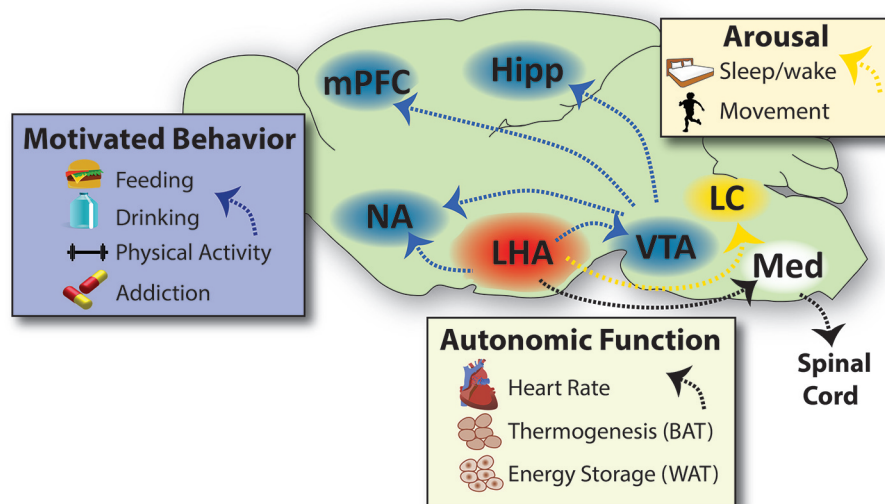 Arousal
Sleep/wake
Movement
mPFC
Hipp
Motivated Behavior
Feeding
Drinking
Physical Activity
Addiction
NA
LHA
VTA
LC
Med
Autonomic Function
Heart Rate
Thermogenesis (BAT)
Energy Storage (WAT)
Spinal
Cord